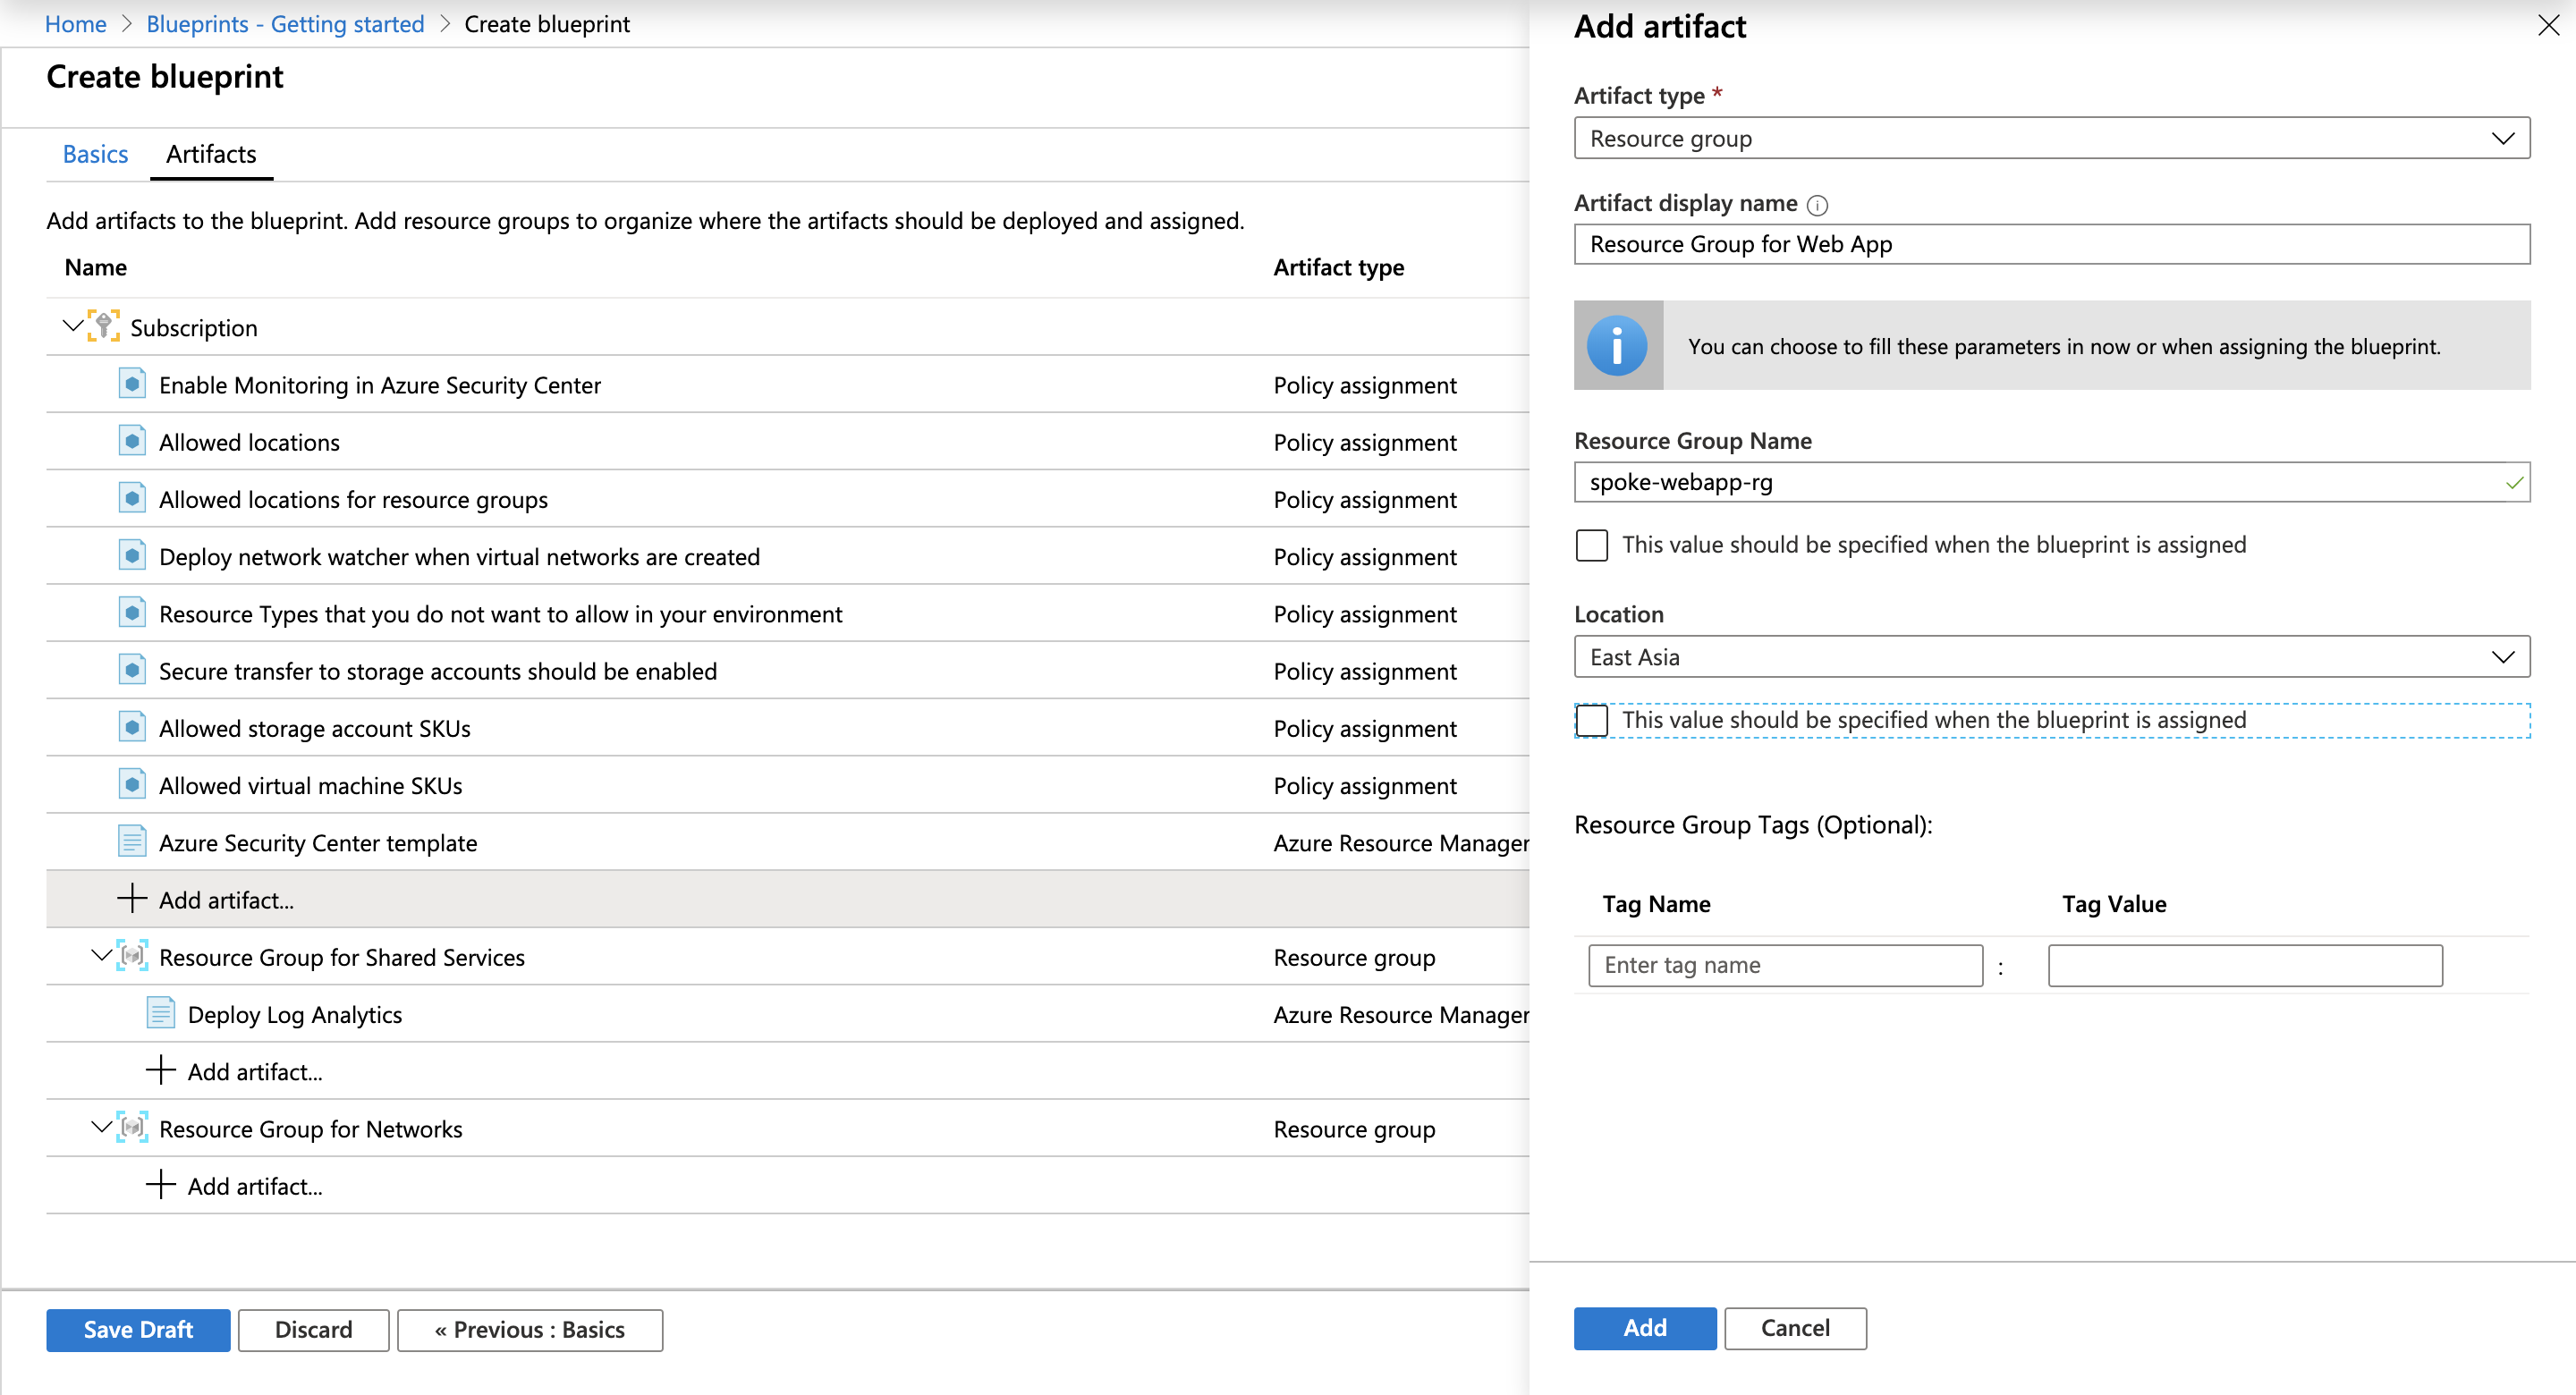 Home > Blueprints - Getting started > Create blueprint
Create blueprint
Basics Artifacts
Add artifacts to the blueprint. Add resource groups to organize where the artifacts should be deployed and assigned.
Name Artifact type
Subscription
Enable Monitoring in Azure Security Center Policy assignment
Allowed locations Policy assignment
Allowed locations for resource groups Policy assignment
Deploy network watcher when virtual networks are created Policy assignment
Resource Types that you do not want to allow in your environment Policy assignment
Secure transfer to storage accounts should be enabled Policy assignment
Allowed storage account SKUs Policy assignment
Allowed virtual machine SKUs Policy assignment
Azure Security Center template Azure Resource Manager
Add artifact...
Resource Group for Shared Services Resource group
Deploy Log Analytics Azure Resource Manager
Add artifact...
Resource Group for Networks Resource group
Add artifact...
Save Draft Discard « Previous : Basics
Add artifact
Artifact type *
Resource group
Artifact display name
Resource Group for Web App
You can choose to fill these parameters in now or when assigning the blueprint.
Resource Group Name
spoke-webapp-rg
This value should be specified when the blueprint is assigned
Location
East Asia
This value should be specified when the blueprint is assigned
Resource Group Tags (Optional):
Tag Name Tag Value
Enter tag name :
Add Cancel